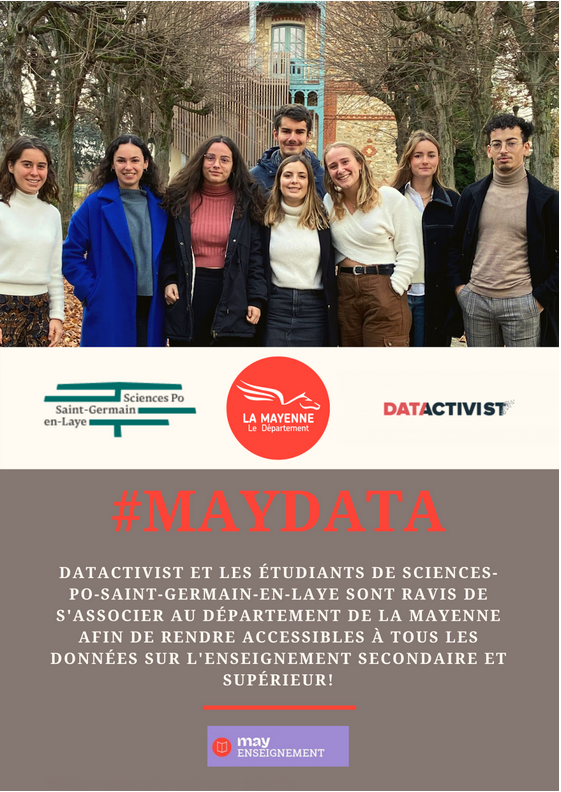 Sciences Po
Saint-Germain
en-Laye
LA MAYENNE
Le Département
DATACTIVIST
#MAYDATA
DATACTIVIST ET LES ÉTUDIANTS DE SCIENCES-
PO-SAINT-GERMAIN-EN-LAYE SONT RAVIS DE
S'ASSOCIER AU DÉPARTEMENT DE LA MAYENNE
AFIN DE RENDRE ACCESSIBLES À TOUS LES
DONNÉES SUR L'ENSEIGNEMENT SECONDAIRE ET
SUPÉRIEUR!
may
ENSEIGNEMENT